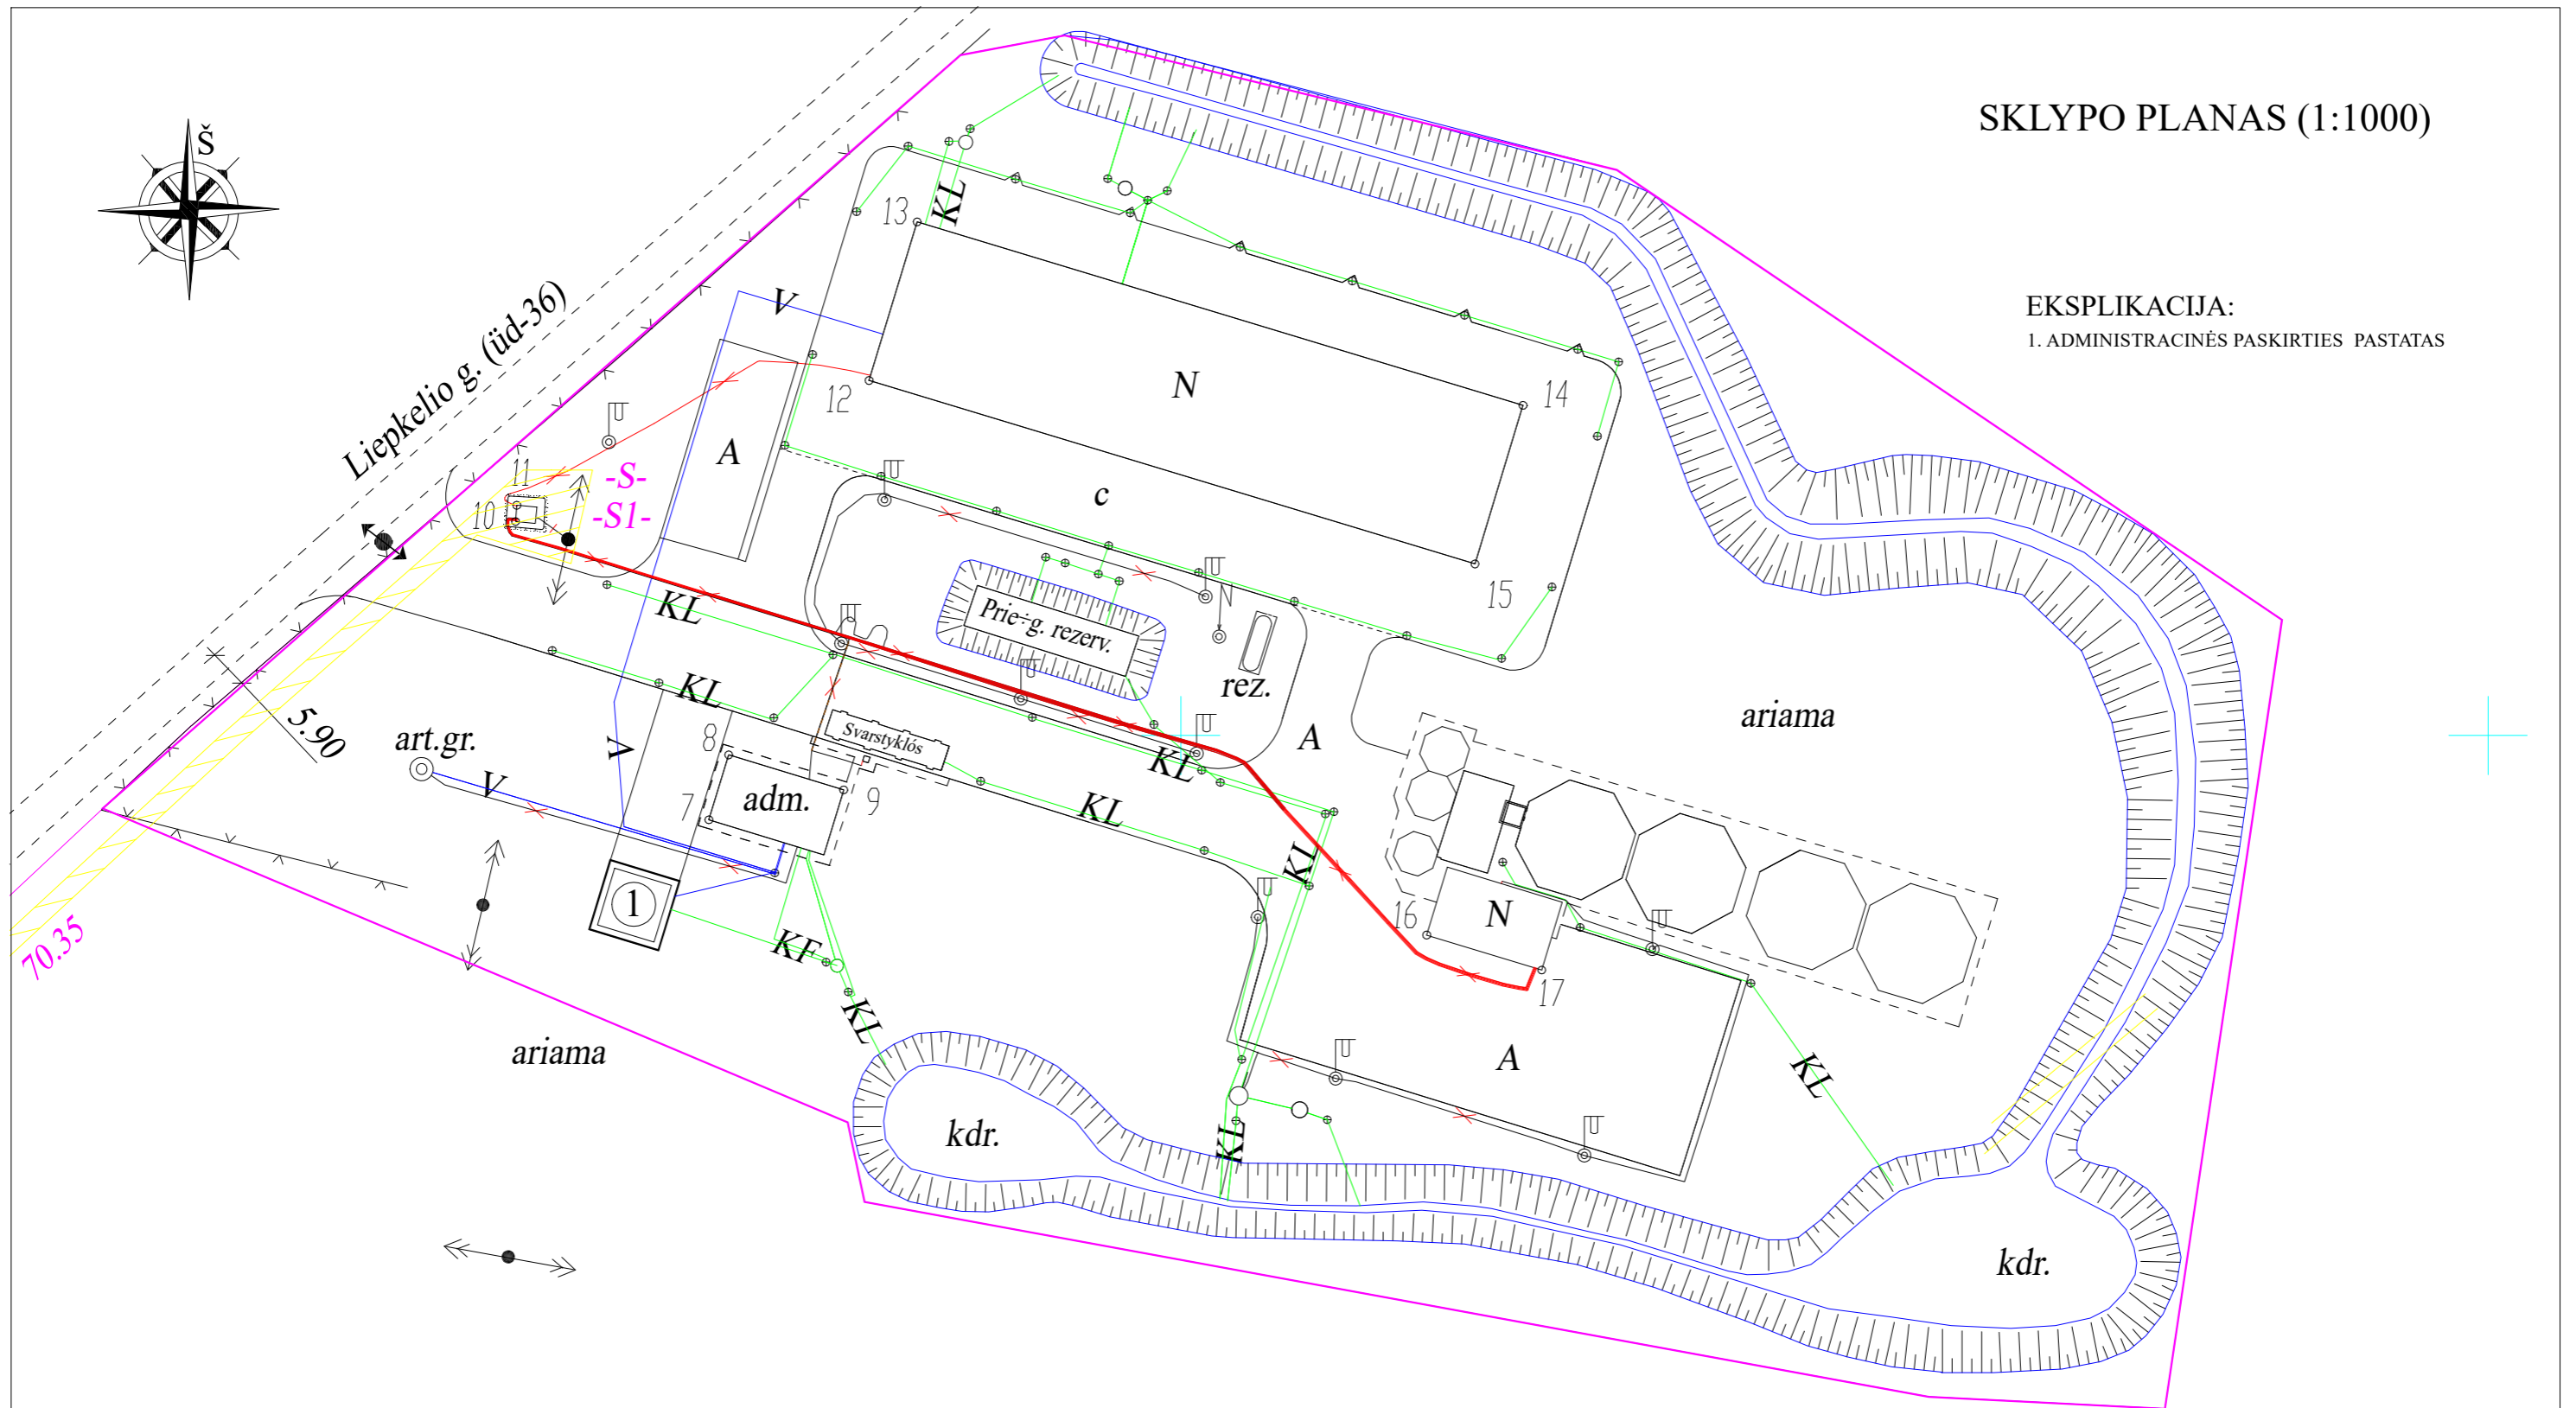 SKLYPO PLANAS (1:1000)
Š
EKSPLIKACIJA:
1. ADMINISTRACINĖS PASKIRTIES PASTATAS
Liepkelio g. (üd-36)
13
KL
V
12
N
14
A
11
-S-
10
-S1-
c
15
KL
Prie÷g. rezerv.
N
rez.
KL
5.90
art.gr.
V
V
8
Svarstyklós
KL
A
ariama
7
adm.
9
KL
KL
1
16
N
KF
17
70.35
KL
ariama
A
KL
kdr.
KL
kdr.